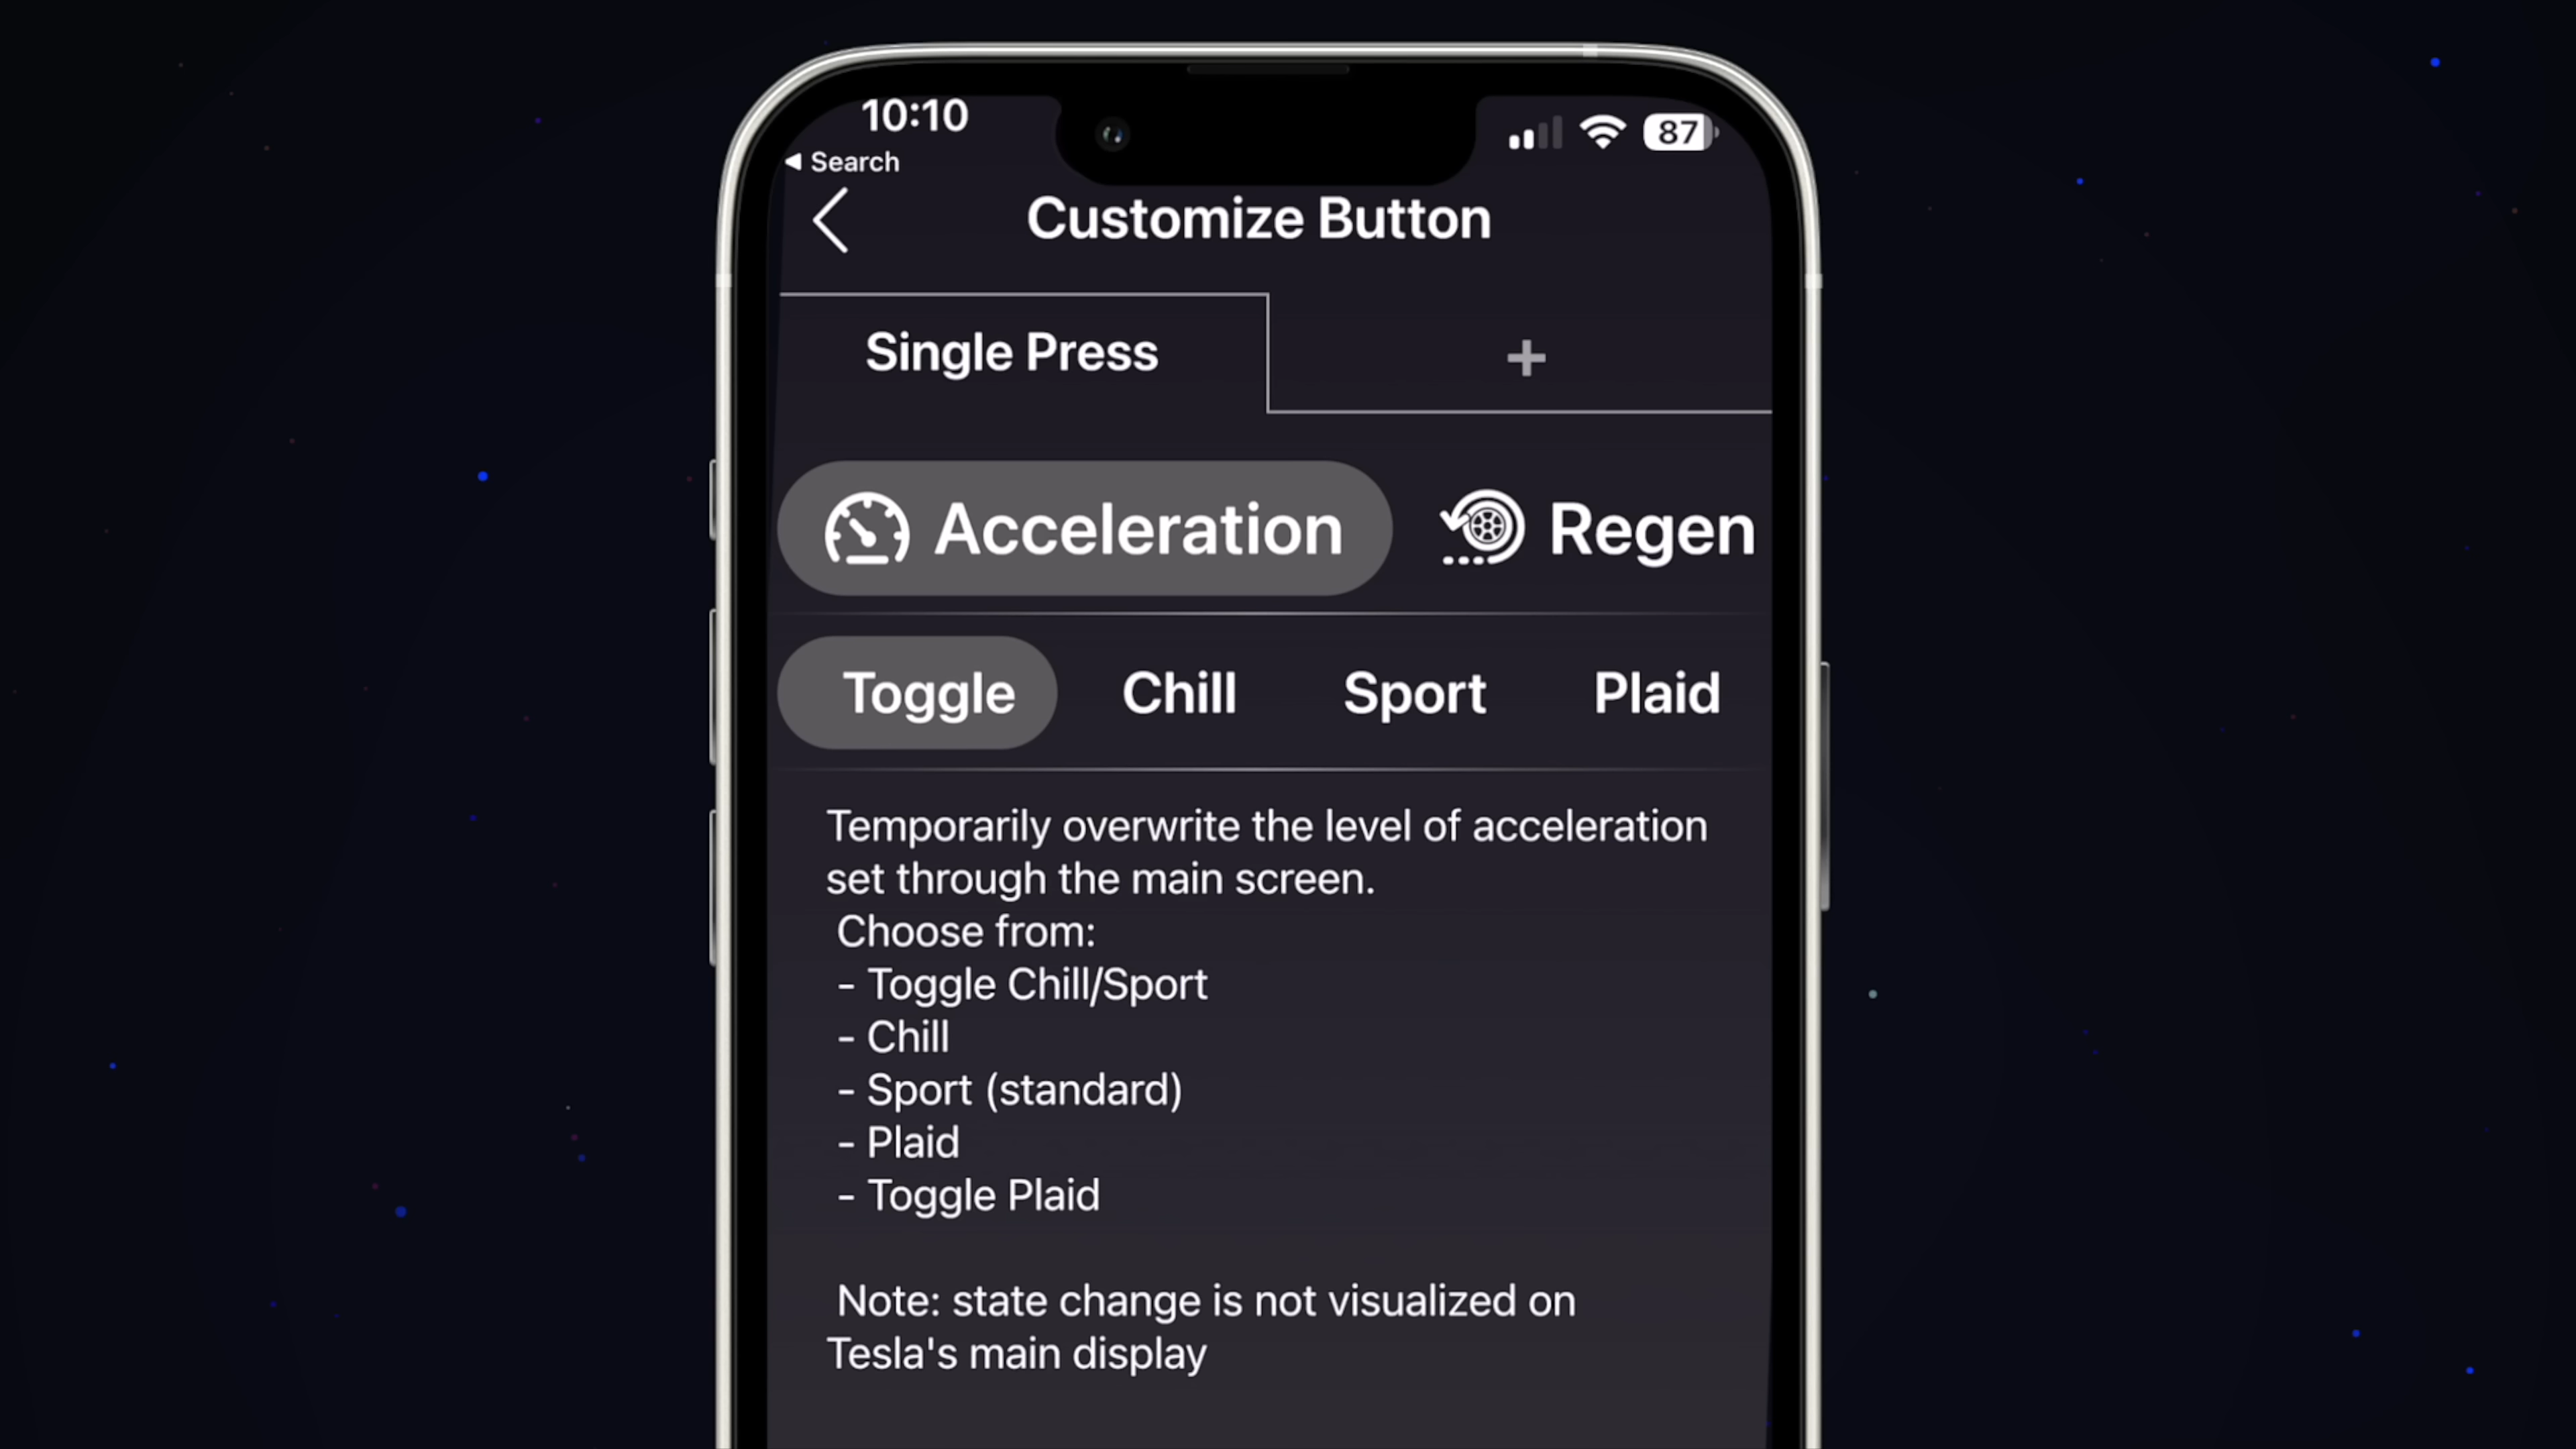 10:10
87
Search
Customize Button
Single Press
+
Acceleration
Regen
Toggle
Chill
Sport
Plaid
Temporarily overwrite the level of acceleration
set through the main screen.
Choose from:
- Toggle Chill/Sport
- Chill
- Sport (standard)
- Plaid
- Toggle Plaid
Note: state change is not visualized on
Tesla's main display